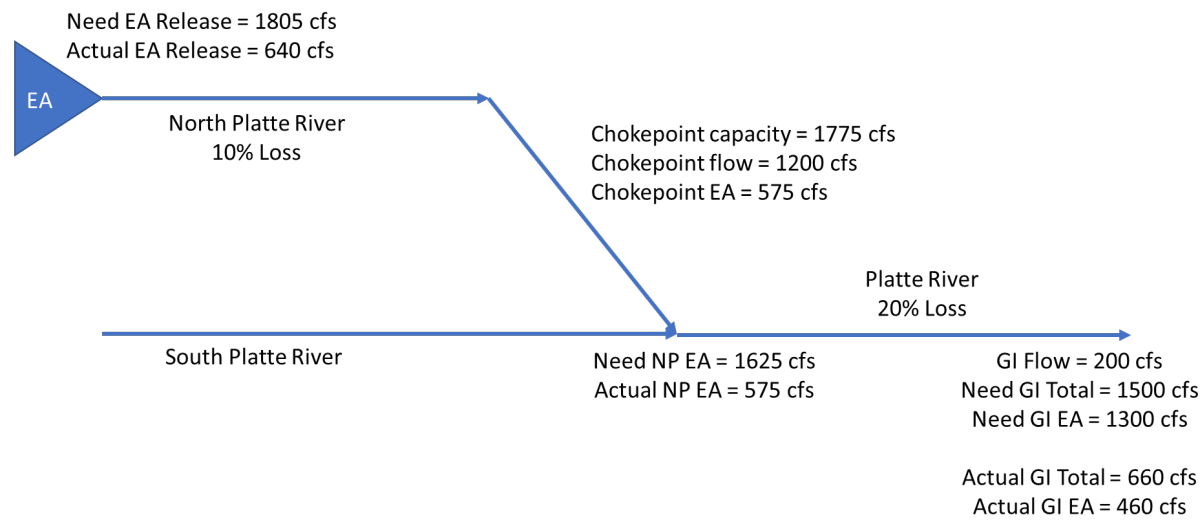 Need EA Release = 1805 cfs
Actual EA Release = 640 cfs
EA
North Platte River
10% Loss
Chokepoint capacity = 1775 cfs
Chokepoint flow = 1200 cfs
Chokepoint EA = 575 cfs
Platte River
20% Loss
South Platte River
Need NP EA = 1625 cfs
Actual NP EA = 575 cfs
GI Flow = 200 cfs
Need GI Total = 1500 cfs
Need GI EA = 1300 cfs
Actual GI Total = 660 cfs
Actual GI EA = 460 cfs